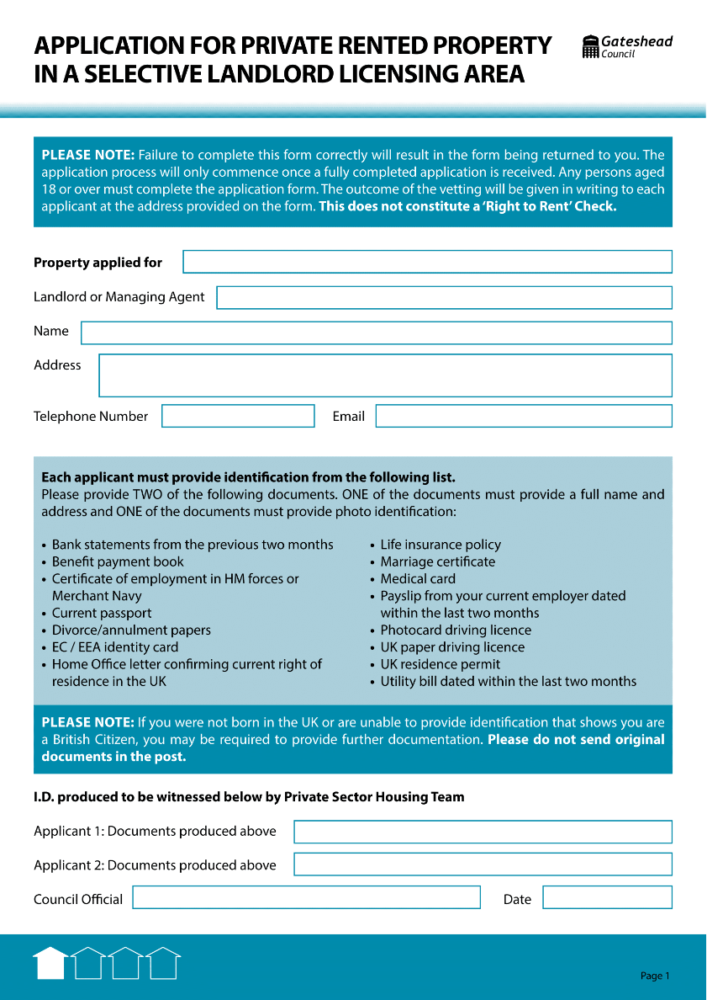 APPLICATION FOR PRIVATE RENTED PROPERTY
IN A SELECTIVE LANDLORD LICENSING AREA
Gateshead
Council
PLEASE NOTE: Failure to complete this form correctly will result in the form being returned to you. The
application process will only commence once a fully completed application is received. Any persons aged
18 or over must complete the application form. The outcome of the vetting will be given in writing to each
applicant at the address provided on the form. This does not constitute a ‘Right to Rent’ Check.
Property applied for
Landlord or Managing Agent
Name
Address
Telephone Number Email
Each applicant must provide identification from the following list.
Please provide TWO of the following documents. ONE of the documents must provide a full name and
address and ONE of the documents must provide photo identification:
• Bank statements from the previous two months
• Benefit payment book
• Certificate of employment in HM forces or
Merchant Navy
• Current passport
• Divorce/annulment papers
• EC / EEA identity card
• Home Office letter confirming current right of
residence in the UK
• Life insurance policy
• Marriage certificate
• Medical card
• Payslip from your current employer dated
within the last two months
• Photocard driving licence
• UK paper driving licence
• UK residence permit
• Utility bill dated within the last two months
PLEASE NOTE: If you were not born in the UK or are unable to provide identification that shows you are
a British Citizen, you may be required to provide further documentation. Please do not send original
documents in the post.
I.D. produced to be witnessed below by Private Sector Housing Team
Applicant 1: Documents produced above
Applicant 2: Documents produced above
Council Official Date
Page 1